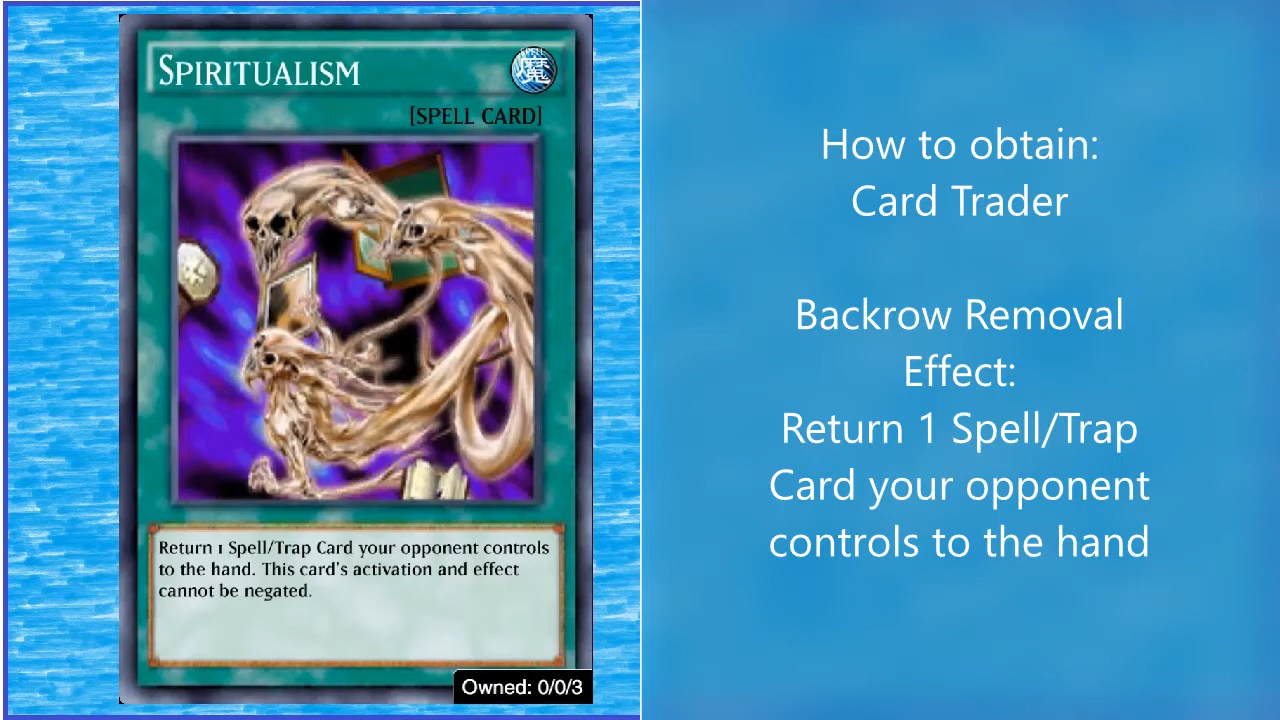 SPIRITUALISM
SPELL
魔
[SPELL CARD]
Return 1 Spell/Trap Card your opponent controls
to the hand. This card's activation and effect
cannot be negated.
Owned: 0/0/3
How to obtain:
Card Trader
Backrow Removal
Effect:
Return 1 Spell/Trap
Card your opponent
controls to the hand